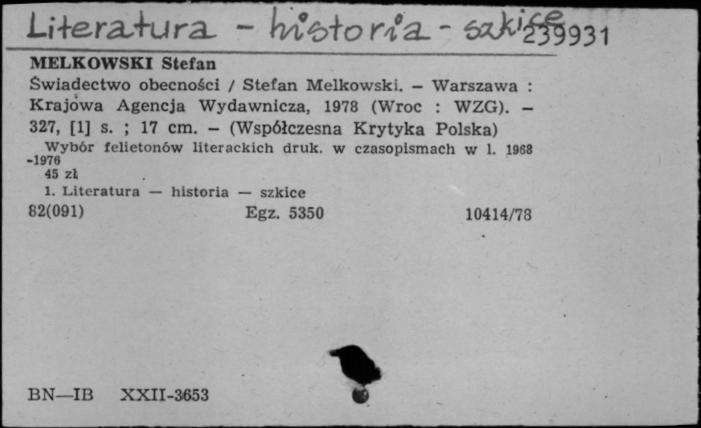 Literatura - historia - szkice 239931
MELKOWSKI Stefan
Świadectwo obecności / Stefan Melkowski. — Warszawa :
Krajowa Agencja Wydawnicza, 1978 (Wroc : WZG). —
327, [1] s. ; 17 cm. — (Współczesna Krytyka Polska)
Wybór felietonów literackich druk. w czasopismach w l. 1968
-1976
45 zł
1. Literatura — historia — szkice
82(091) Egz. 5350 10414/78
BN—IB XXII-3653